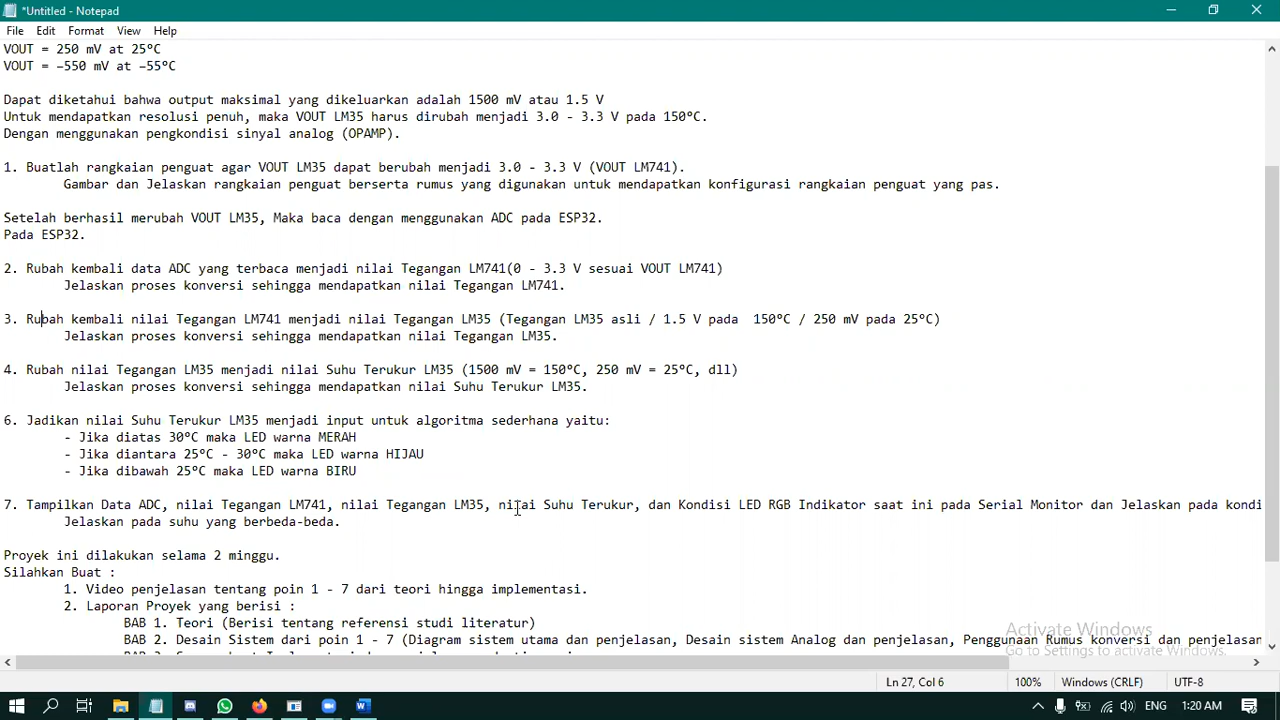 *Untitled - Notepad
File Edit Format View Help
VOUT = 250 mV at 25°C
VOUT = –550 mV at –55°C
Dapat diketahui bahwa output maksimal yang dikeluarkan adalah 1500 mV atau 1.5 V
Untuk mendapatkan resolusi penuh, maka VOUT LM35 harus dirubah menjadi 3.0 - 3.3 V pada 150°C.
Dengan menggunakan pengkondisi sinyal analog (OPAMP).
1. Buatlah rangkaian penguat agar VOUT LM35 dapat berubah menjadi 3.0 - 3.3 V (VOUT LM741).
Gambar dan Jelaskan rangkaian penguat berserta rumus yang digunakan untuk mendapatkan konfigurasi rangkaian penguat yang pas.
Setelah berhasil merubah VOUT LM35, Maka baca dengan menggunakan ADC pada ESP32.
Pada ESP32.
2. Rubah kembali data ADC yang terbaca menjadi nilai Tegangan LM741(0 - 3.3 V sesuai VOUT LM741)
Jelaskan proses konversi sehingga mendapatkan nilai Tegangan LM741.
3. Rubah kembali nilai Tegangan LM741 menjadi nilai Tegangan LM35 (Tegangan LM35 asli / 1.5 V pada  150°C / 250 mV pada 25°C)
Jelaskan proses konversi sehingga mendapatkan nilai Tegangan LM35.
4. Rubah nilai Tegangan LM35 menjadi nilai Suhu Terukur LM35 (1500 mV = 150°C, 250 mV = 25°C, dll)
Jelaskan proses konversi sehingga mendapatkan nilai Suhu Terukur LM35.
6. Jadikan nilai Suhu Terukur LM35 menjadi input untuk algoritma sederhana yaitu:
- Jika diatas 30°C maka LED warna MERAH
- Jika diantara 25°C - 30°C maka LED warna HIJAU
- Jika dibawah 25°C maka LED warna BIRU
7. Tampilkan Data ADC, nilai Tegangan LM741, nilai Tegangan LM35, nilai Suhu Terukur, dan Kondisi LED RGB Indikator saat ini pada Serial Monitor dan Jelaskan pada kondi
Jelaskan pada suhu yang berbeda-beda.
Proyek ini dilakukan selama 2 minggu.
Silahkan Buat :
1. Video penjelasan tentang poin 1 - 7 dari teori hingga implementasi.
2. Laporan Proyek yang berisi :
BAB 1. Teori (Berisi tentang referensi studi literatur)
BAB 2. Desain Sistem dari poin 1 - 7 (Diagram sistem utama dan penjelasan, Desain sistem Analog dan penjelasan, Penggunaan Rumus konversi dan penjelasan
Activate Windows
Go to Settings to activate Windows.
Ln 27, Col 6 100% Windows (CRLF) UTF-8
ENG 1:20 AM